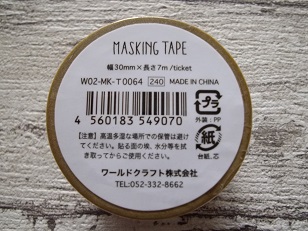 MASKING TAPE
幅30mm×長さ7m/ticket
W02-MK-T0064 240 MADE IN CHINA
4 560183 549070
プラ
外装:PP
紙
台紙、芯
【注意】高温多湿な場所での保管は避け
てください。貼る面の埃、水分等を拭
き取ってからご使用ください。
ワールドクラフト株式会社
TEL:052-332-8662